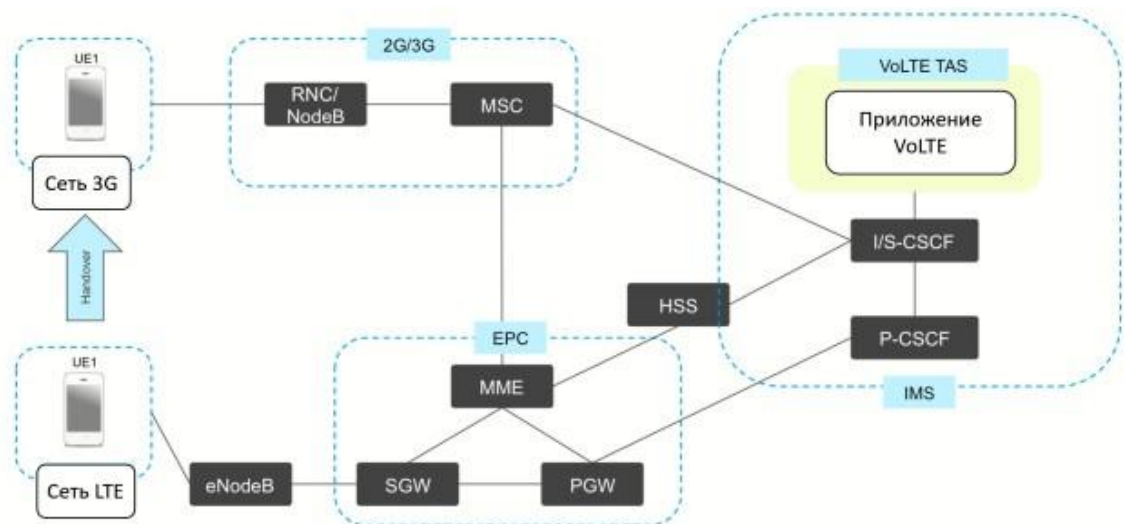 UE1
2G/3G
VoLTE TAS
RNC/
NodeB
MSC
Приложение
VoLTE
Сеть 3G
I/S-CSCF
Handover
HSS
EPC
P-CSCF
UE1
MME
IMS
Сеть LTE
eNodeB
SGW
PGW